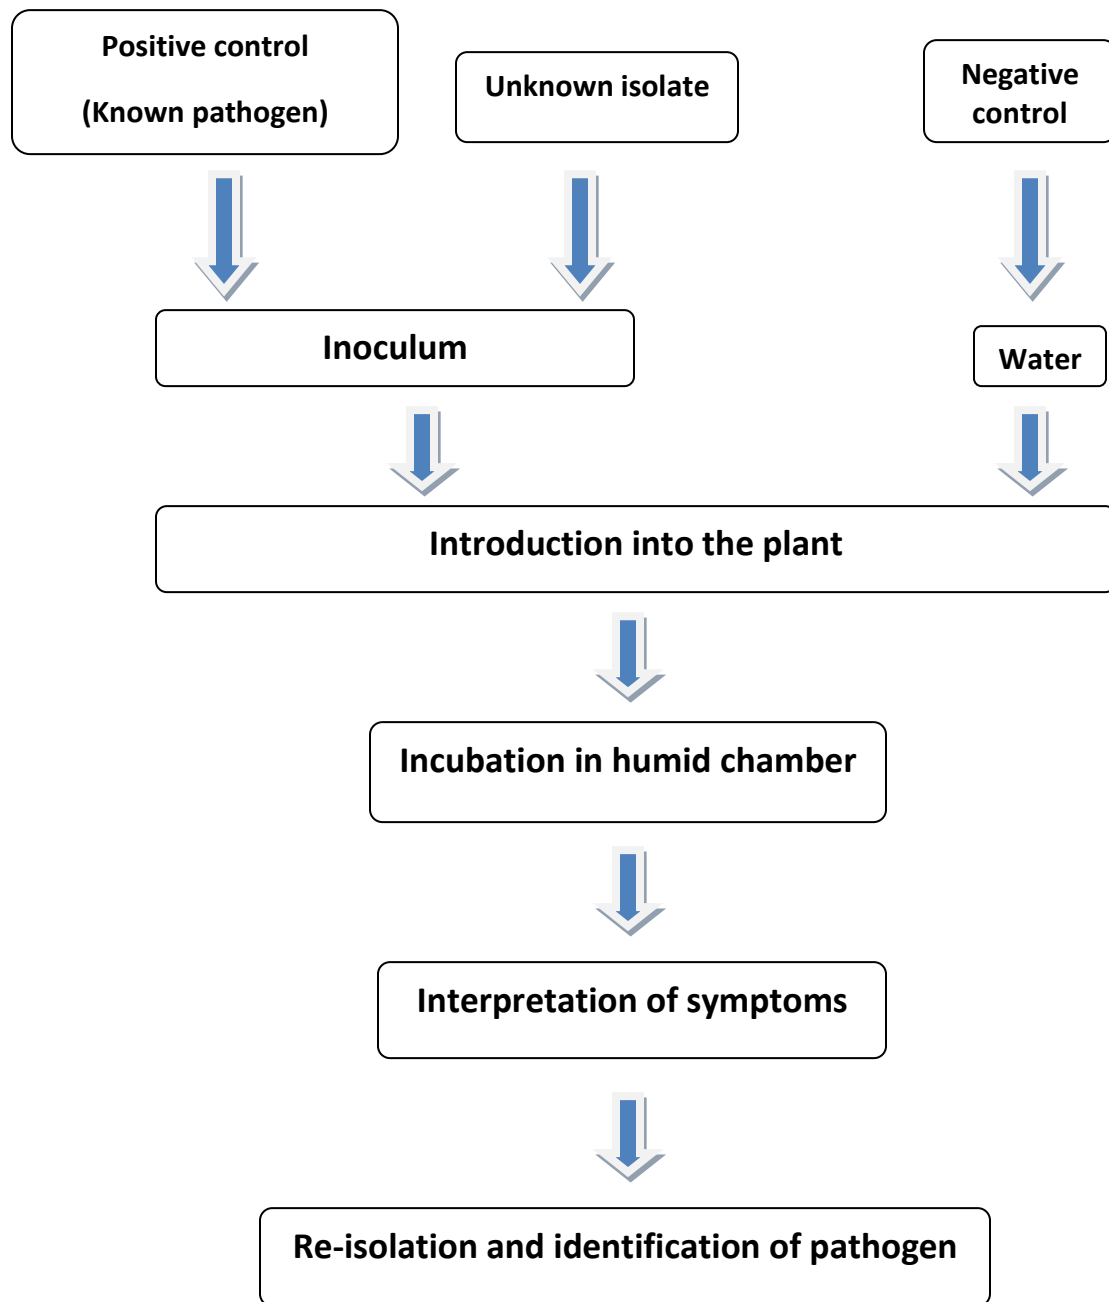 Positive control
(Known pathogen)
Unknown isolate
Negative
control
Inoculum
Water
Introduction into the plant
Incubation in humid chamber
Interpretation of symptoms
Re-isolation and identification of pathogen